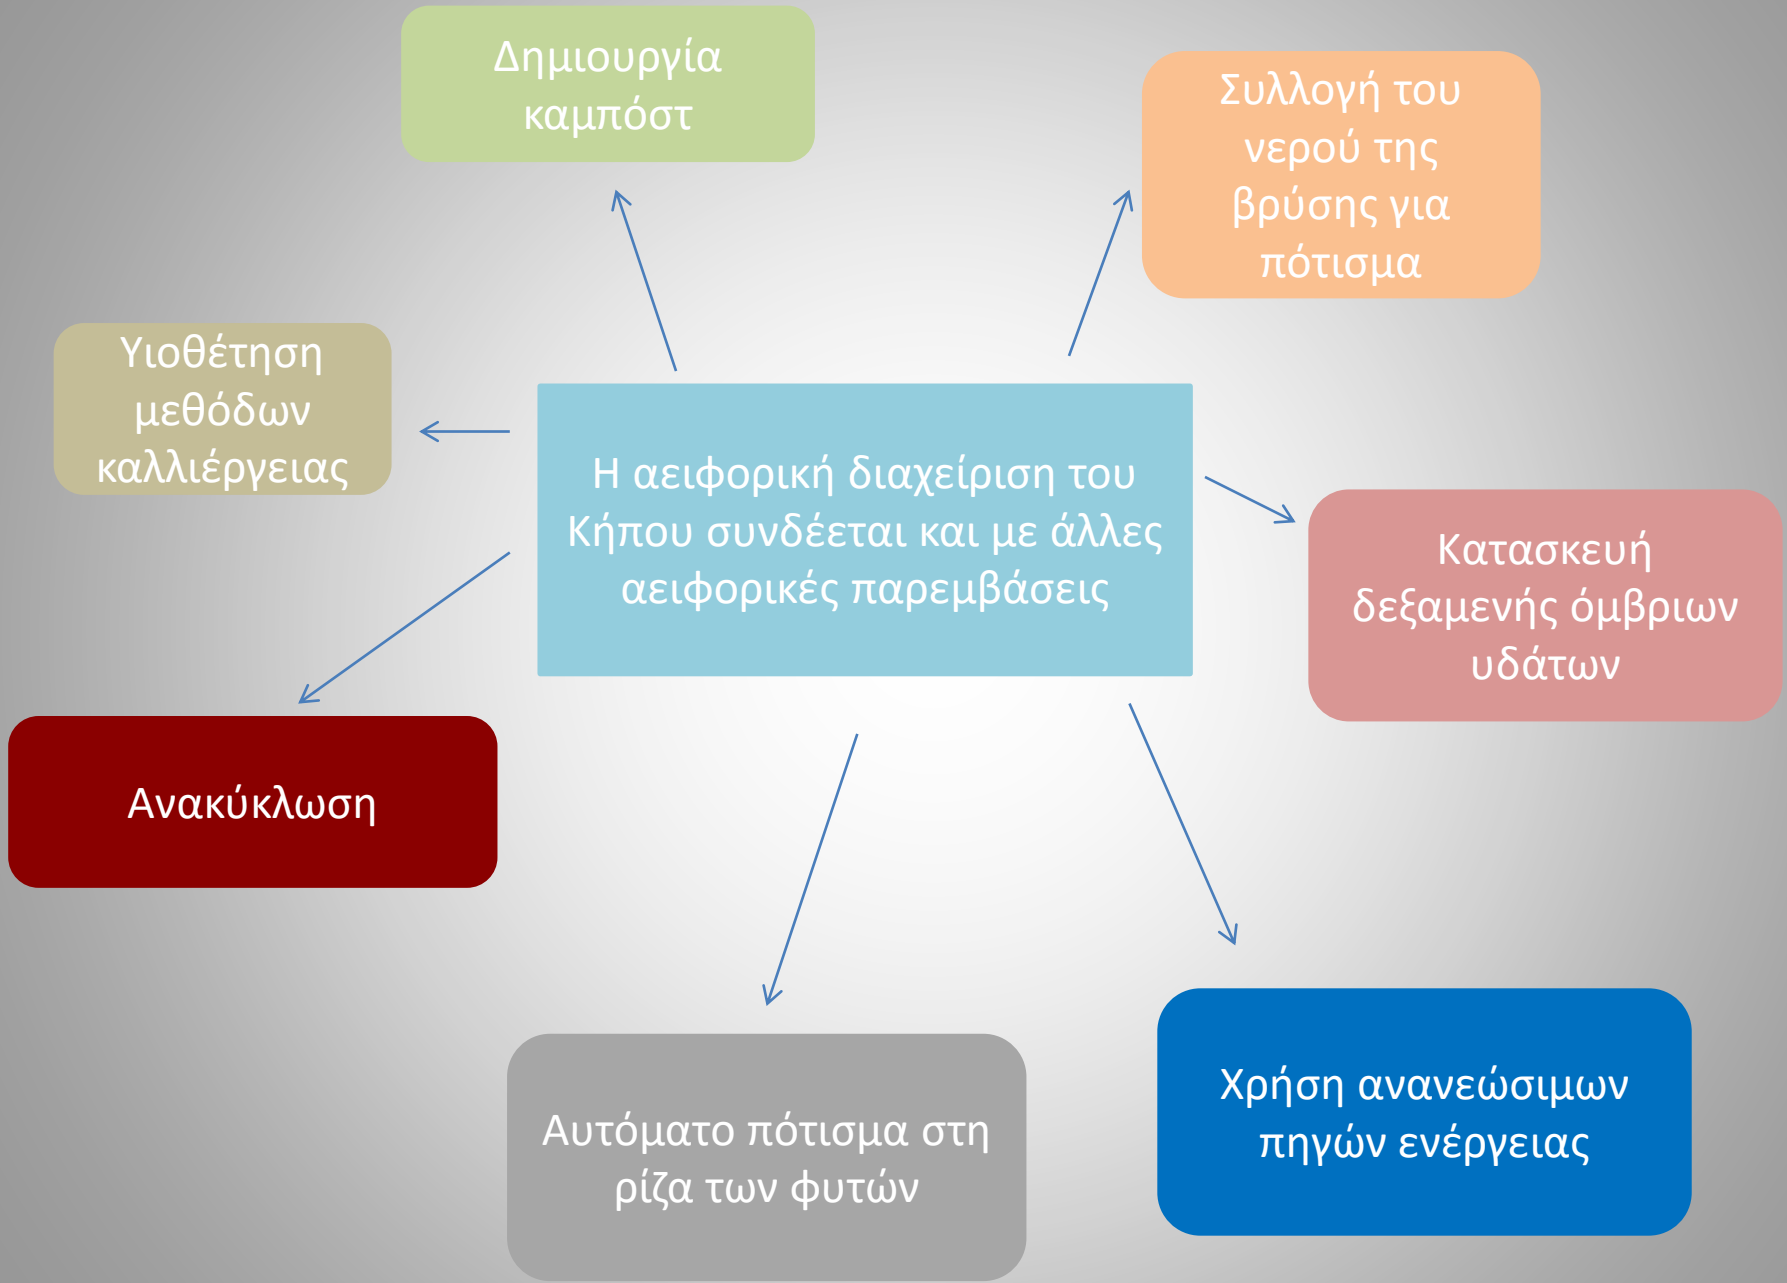 Δημιουργία
καμπόστ
Συλλογή του
νερού της
βρύσης για
πότισμα
Υιοθέτηση
μεθόδων
καλλιέργειας
Η αειφορική διαχείριση του
Κήπου συνδέεται και με άλλες
αειφορικές παρεμβάσεις
Κατασκευή
δεξαμενής όμβριων
υδάτων
Ανακύκλωση
Αυτόματο πότισμα στη
ρίζα των φυτών
Χρήση ανανεώσιμων
πηγών ενέργειας